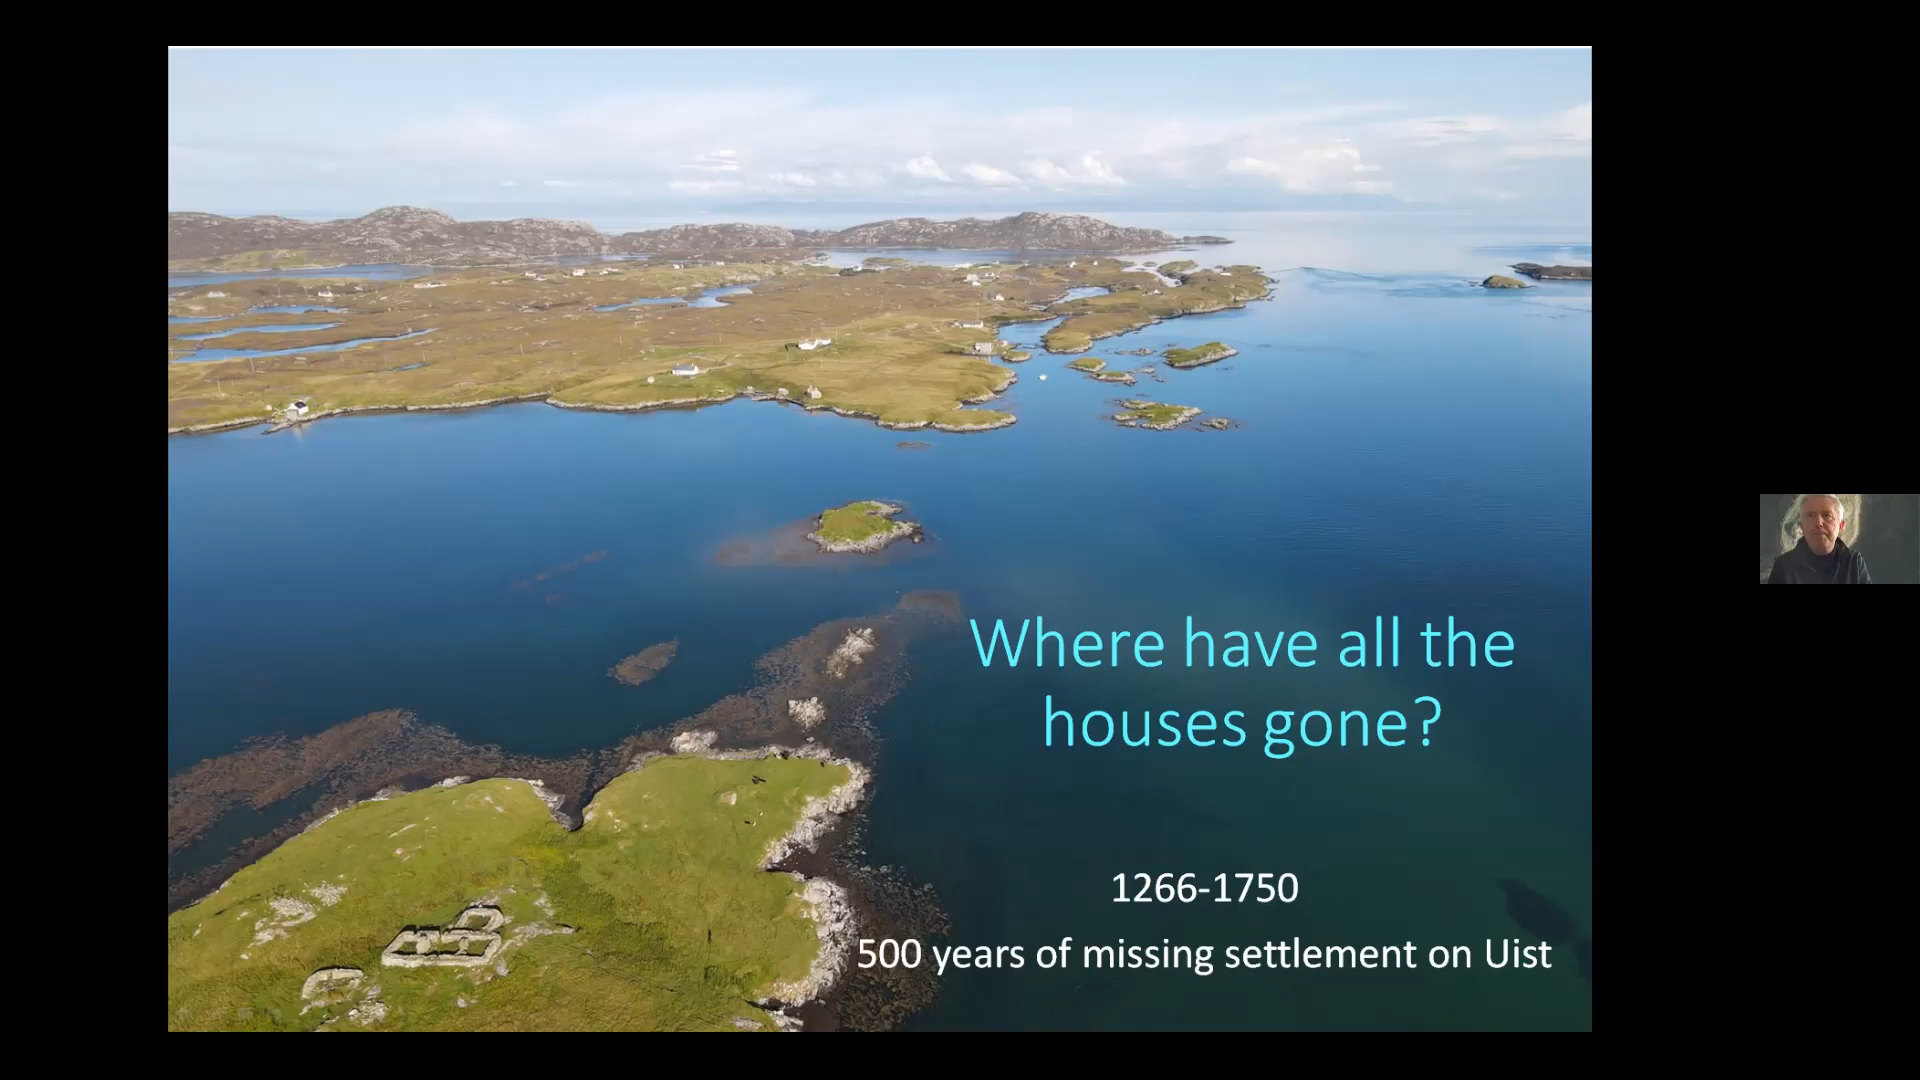 Where have all the
houses gone?
1266-1750
500 years of missing settlement on Uist